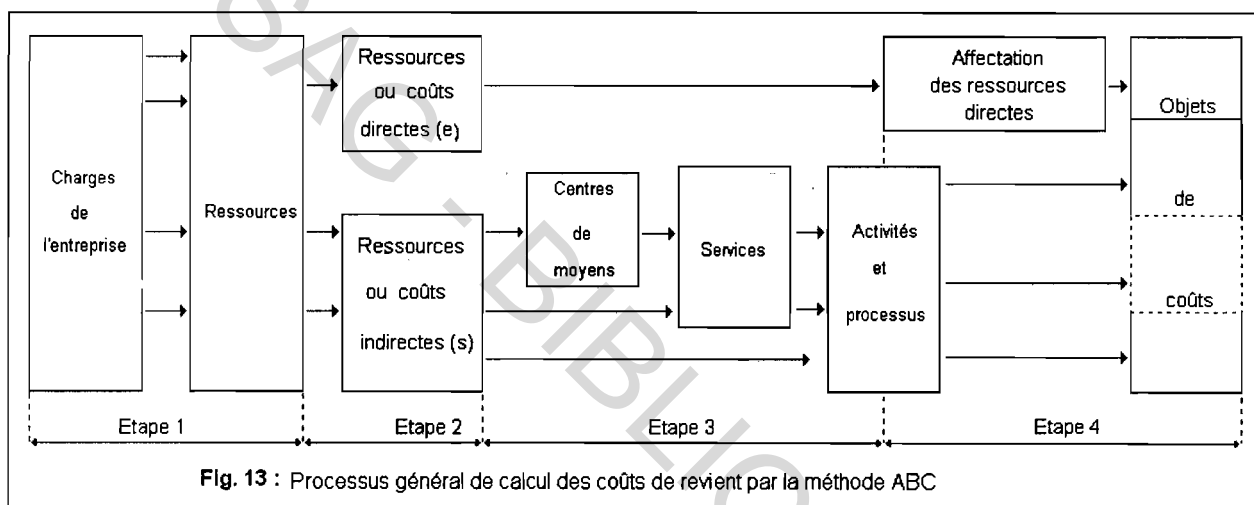 CESAG - BIBLIO
Charges
de
l'entreprise
Ressources
Ressources
ou coûts
directes (e)
Ressources
ou coûts
indirectes (s)
Centres
de
moyens
Services
Activités
et
processus
Affectation
des ressources
directes
Objets
de
coûts
Etape 1
Etape 2
Etape 3
Etape 4
Fig. 13 : Processus général de calcul des coûts de revient par la méthode ABC